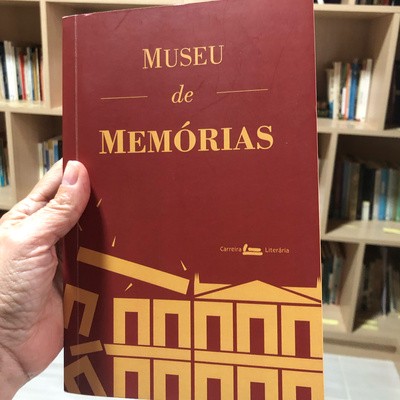 MUSEU
de
MEMÓRIAS
Carreira Literária